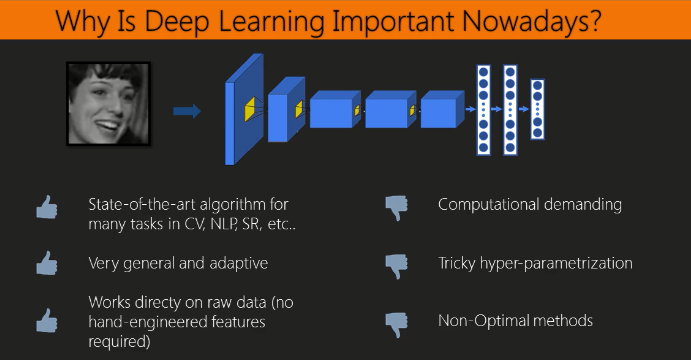 Why Is Deep Learning Important Nowadays?
State-of-the-art algorithm for
many tasks in CV, NLP, SR, etc..
Very general and adaptive
Works directy on raw data (no
hand-engineered features
required)
Computational demanding
Tricky hyper-parametrization
Non-Optimal methods